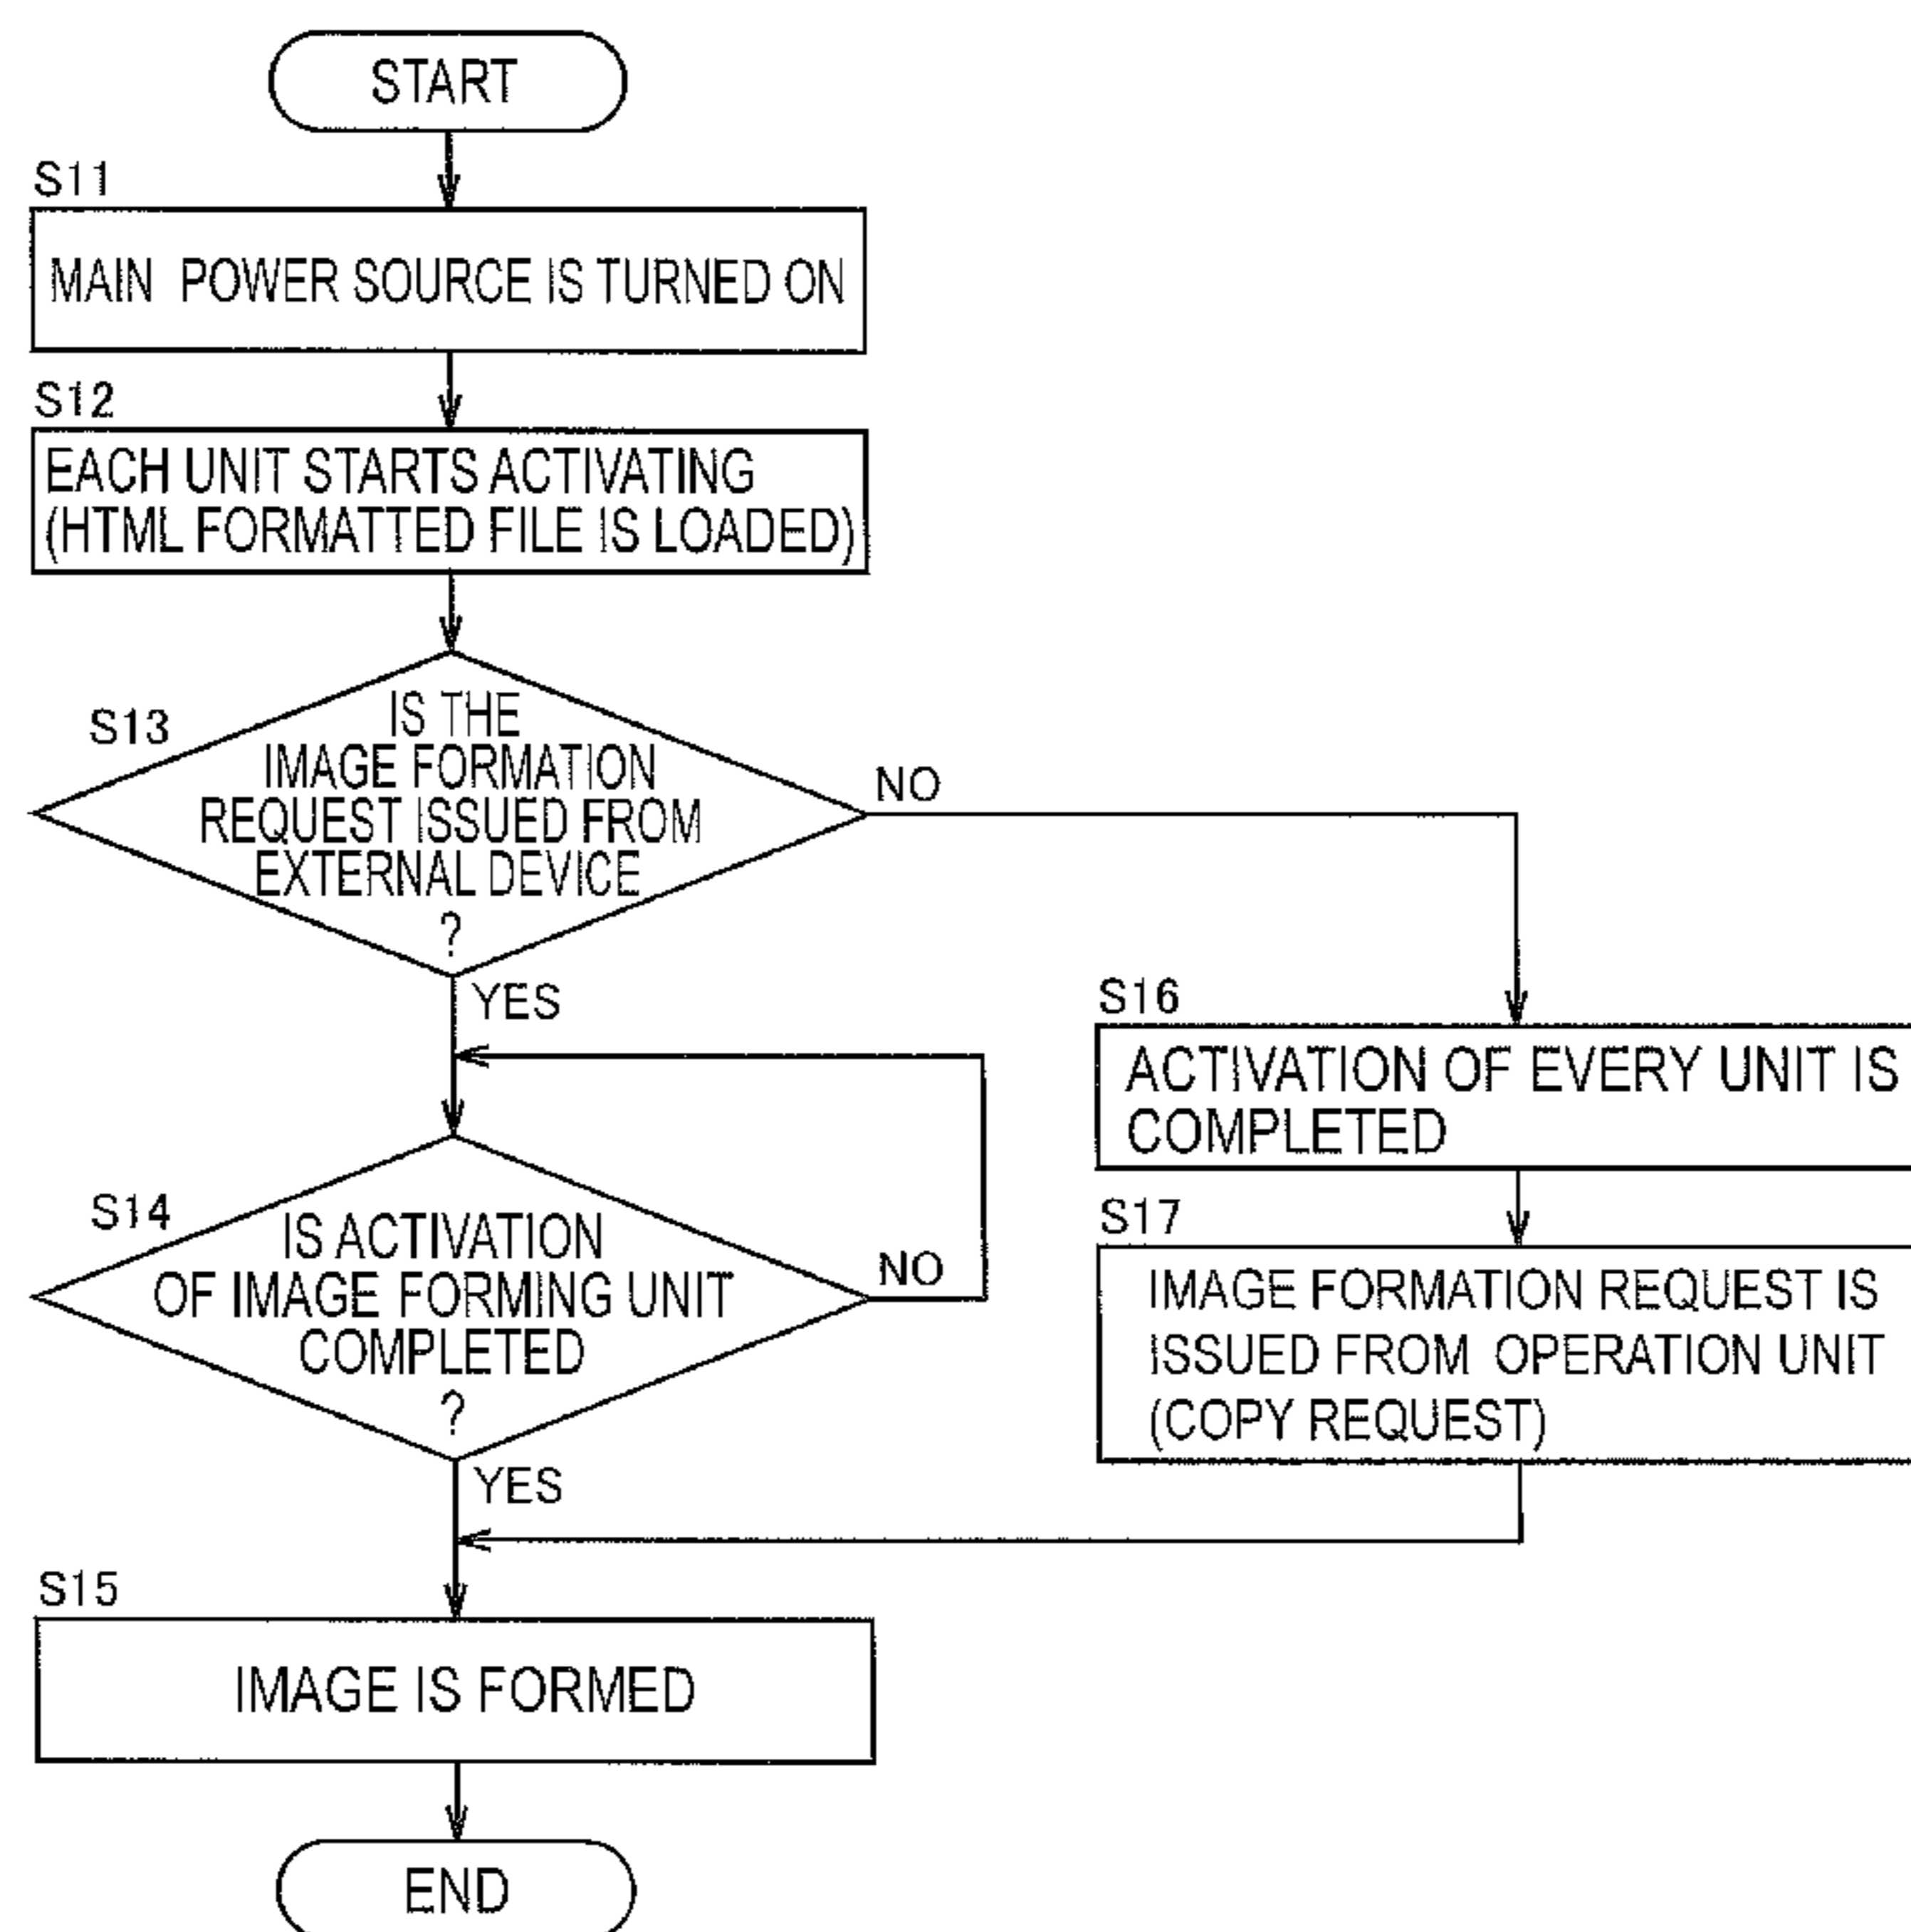 START
S11
MAIN POWER SOURCE IS TURNED ON
S12
EACH UNIT STARTS ACTIVATING
(HTML FORMATTED FILE IS LOADED)
S13
IS THE
IMAGE FORMATION
REQUEST ISSUED FROM
EXTERNAL DEVICE
?
NO
YES
S14
IS ACTIVATION
OF IMAGE FORMING UNIT
COMPLETED
?
NO
YES
S16
ACTIVATION OF EVERY UNIT IS
COMPLETED
S17
IMAGE FORMATION REQUEST IS
ISSUED FROM OPERATION UNIT
(COPY REQUEST)
S15
IMAGE IS FORMED
END